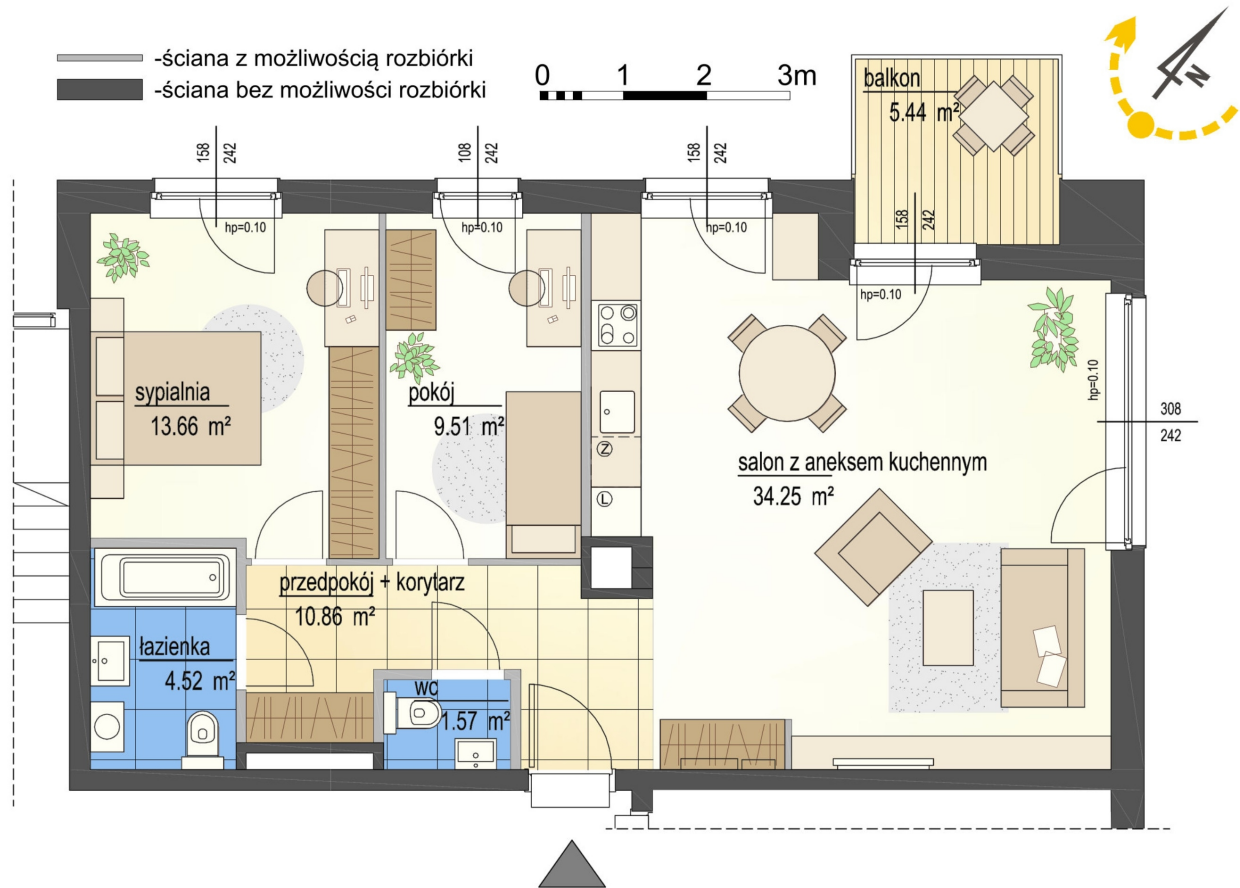 -ściana z możliwością rozbiórki
-ściana bez możliwości rozbiórki
0 1 2 3m
N
balkon
5.44 m²
158
242
108
242
158
242
158
242
hp=0.10
hp=0.10
hp=0.10
hp=0.10
hp=0.10
308
242
sypialnia
13.66 m²
pokój
9.51 m²
Z
L
salon z aneksem kuchennym
34.25 m²
przedpokój + korytarz
10.86 m²
łazienka
4.52 m²
wc
1.57 m²